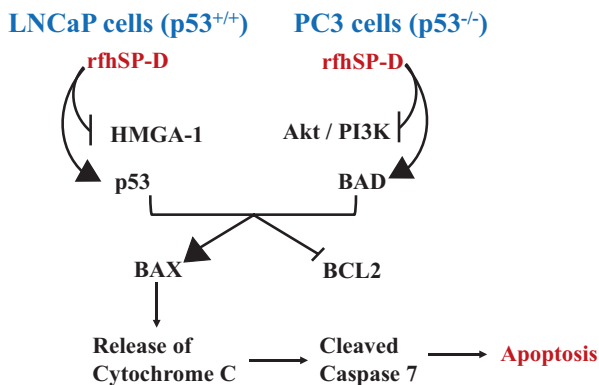 LNCaP cells (p53+/+) PC3 cells (p53-/-)
rfhSP-D rfhSP-D
HMGA-1 Akt / PI3K
p53 BAD
BAX BCL2
Release of Cleaved
Cytochrome C Caspase 7 Apoptosis